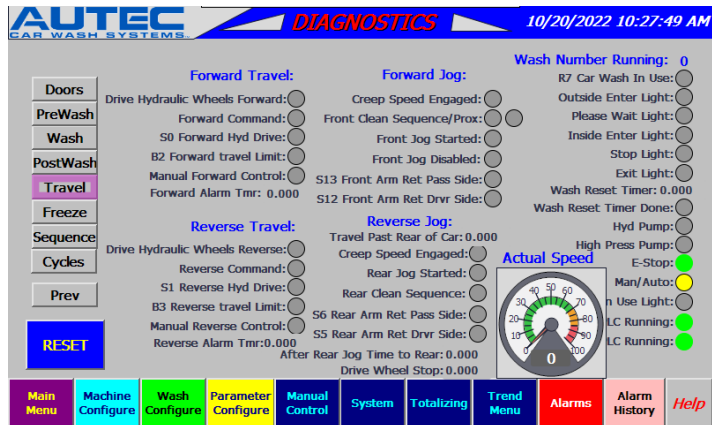 AUTEC
CAR WASH SYSTEMS
DIAGNOSTICS
10/20/2022 10:27:49 AM
Doors
PreWash
Wash
PostWash
Travel
Freeze
Sequence
Cycles
Prev
RESET
Forward Travel:
Drive Hydraulic Wheels Forward:
Forward Command:
S0 Forward Hyd Drive:
B2 Forward travel Limit:
Manual Forward Control:
Forward Alarm Tmr: 0.000
Reverse Travel:
Drive Hydraulic Wheels Reverse:
Reverse Command:
S1 Reverse Hyd Drive:
B3 Reverse travel Limit:
Manual Reverse Control:
Reverse Alarm Tmr:0.000
Forward Jog:
Creep Speed Engaged:
Front Clean Sequence/Prox:
Front Jog Started:
Front Jog Disabled:
S13 Front Arm Ret Pass Side:
S12 Front Arm Ret Drvr Side:
Reverse Jog:
Travel Past Rear of Car:0.000
Creep Speed Engaged:
Rear Jog Started:
Rear Clean Sequence:
S6 Rear Arm Ret Pass Side:
S5 Rear Arm Ret Drvr Side:
After Rear Jog Time to Rear:0.000
Drive Wheel Stop:0.000
Wash Number Running: 0
R7 Car Wash In Use:
Outside Enter Light:
Please Wait Light:
Inside Enter Light:
Stop Light:
Exit Light:
Wash Reset Timer: 0.000
Wash Reset Timer Done:
Hyd Pump:
High Press Pump:
E-Stop:
Man/Auto:
n Use Light:
LC Running:
LC Running:
Actual Speed
0 10 20 30 40 50 60 70 80 90 100
0
Main Menu
Machine Configure
Wash Configure
Parameter Configure
Manual Control
System
Totalizing
Trend Menu
Alarms
Alarm History
Help